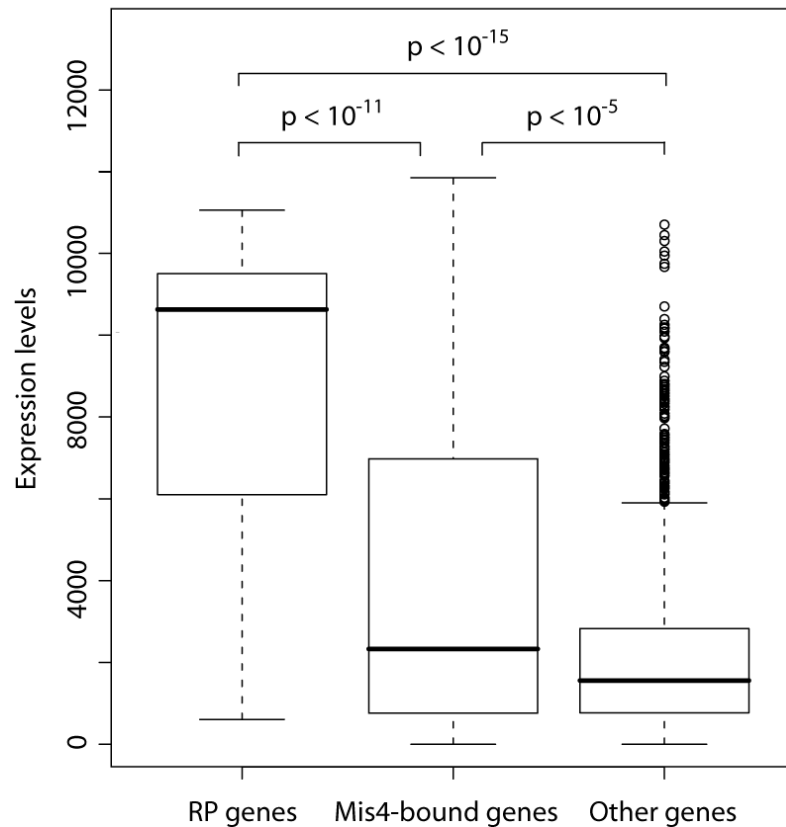 p < 10⁻¹⁵
p < 10⁻¹¹ p < 10⁻⁵
12000
10000
8000
4000
0
Expression levels
RP genes Mis4-bound genes Other genes